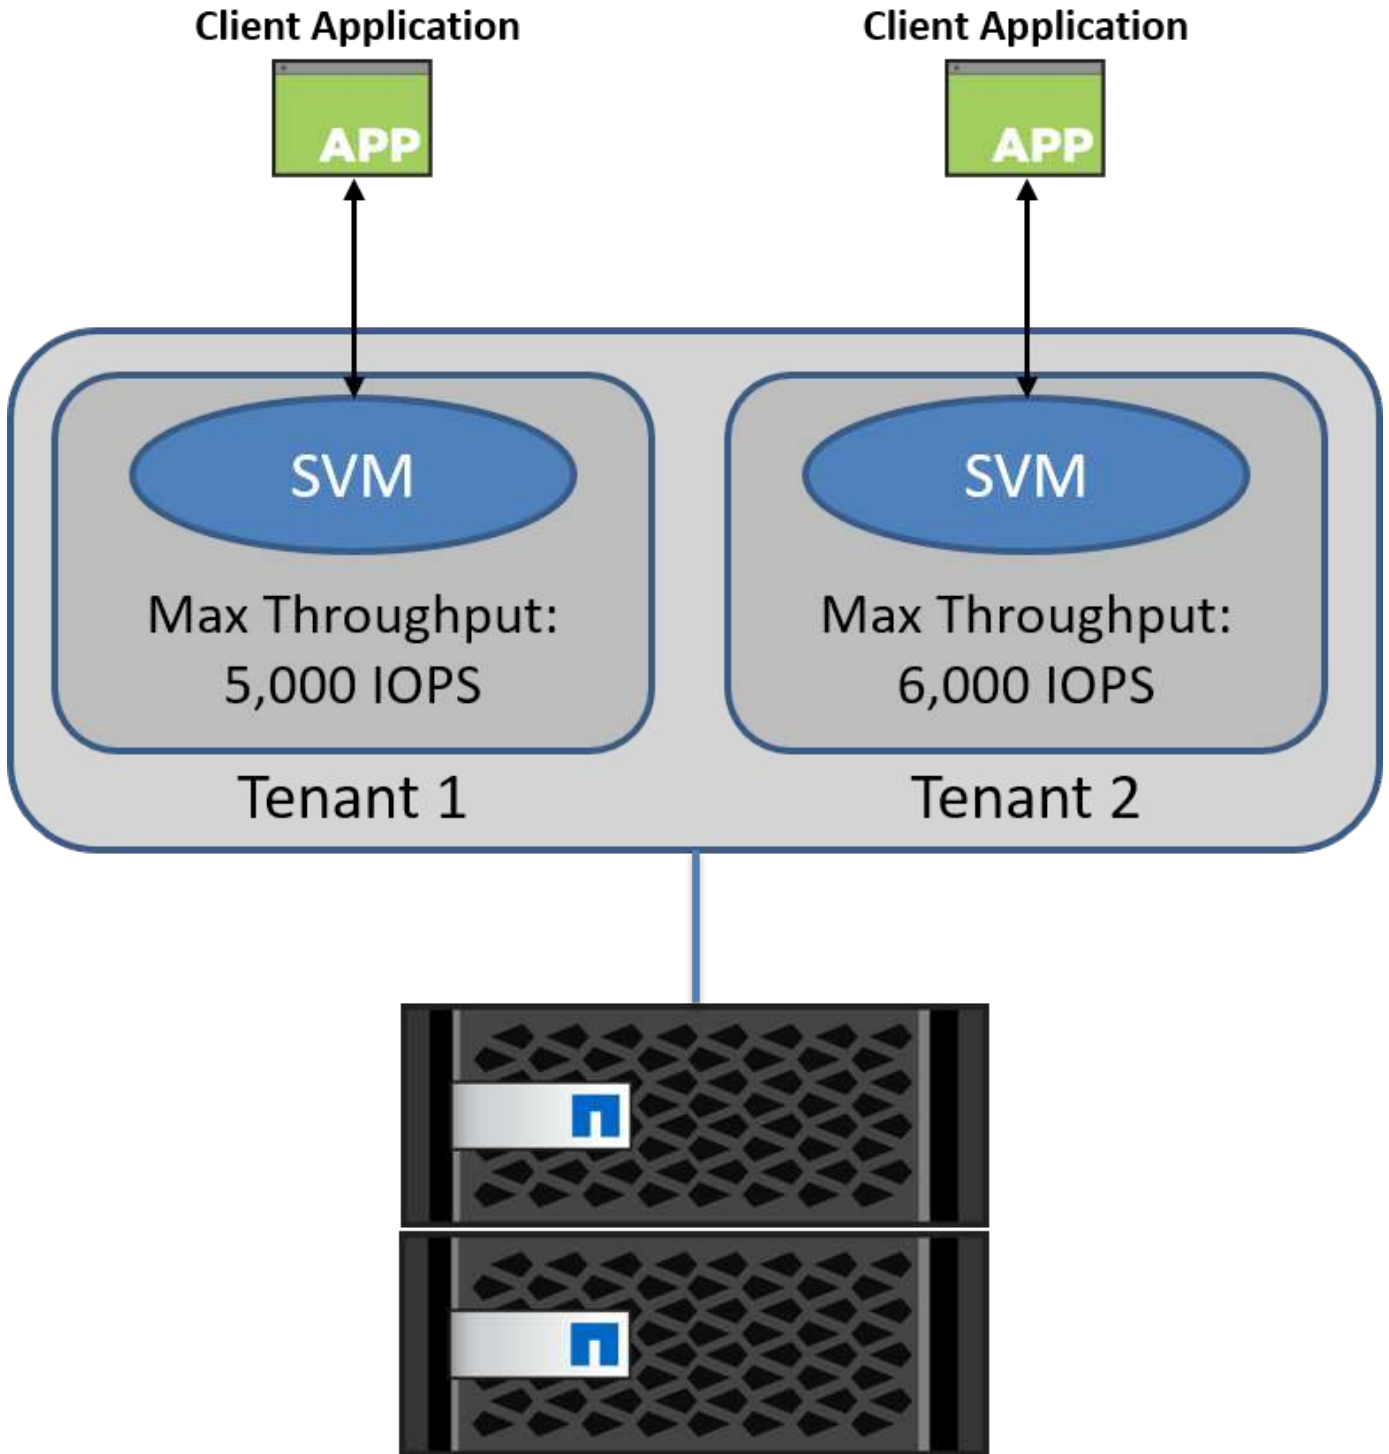 Client Application
Client Application
APP
APP
SVM
SVM
Max Throughput:
5,000 IOPS
Max Throughput:
6,000 IOPS
Tenant 1
Tenant 2